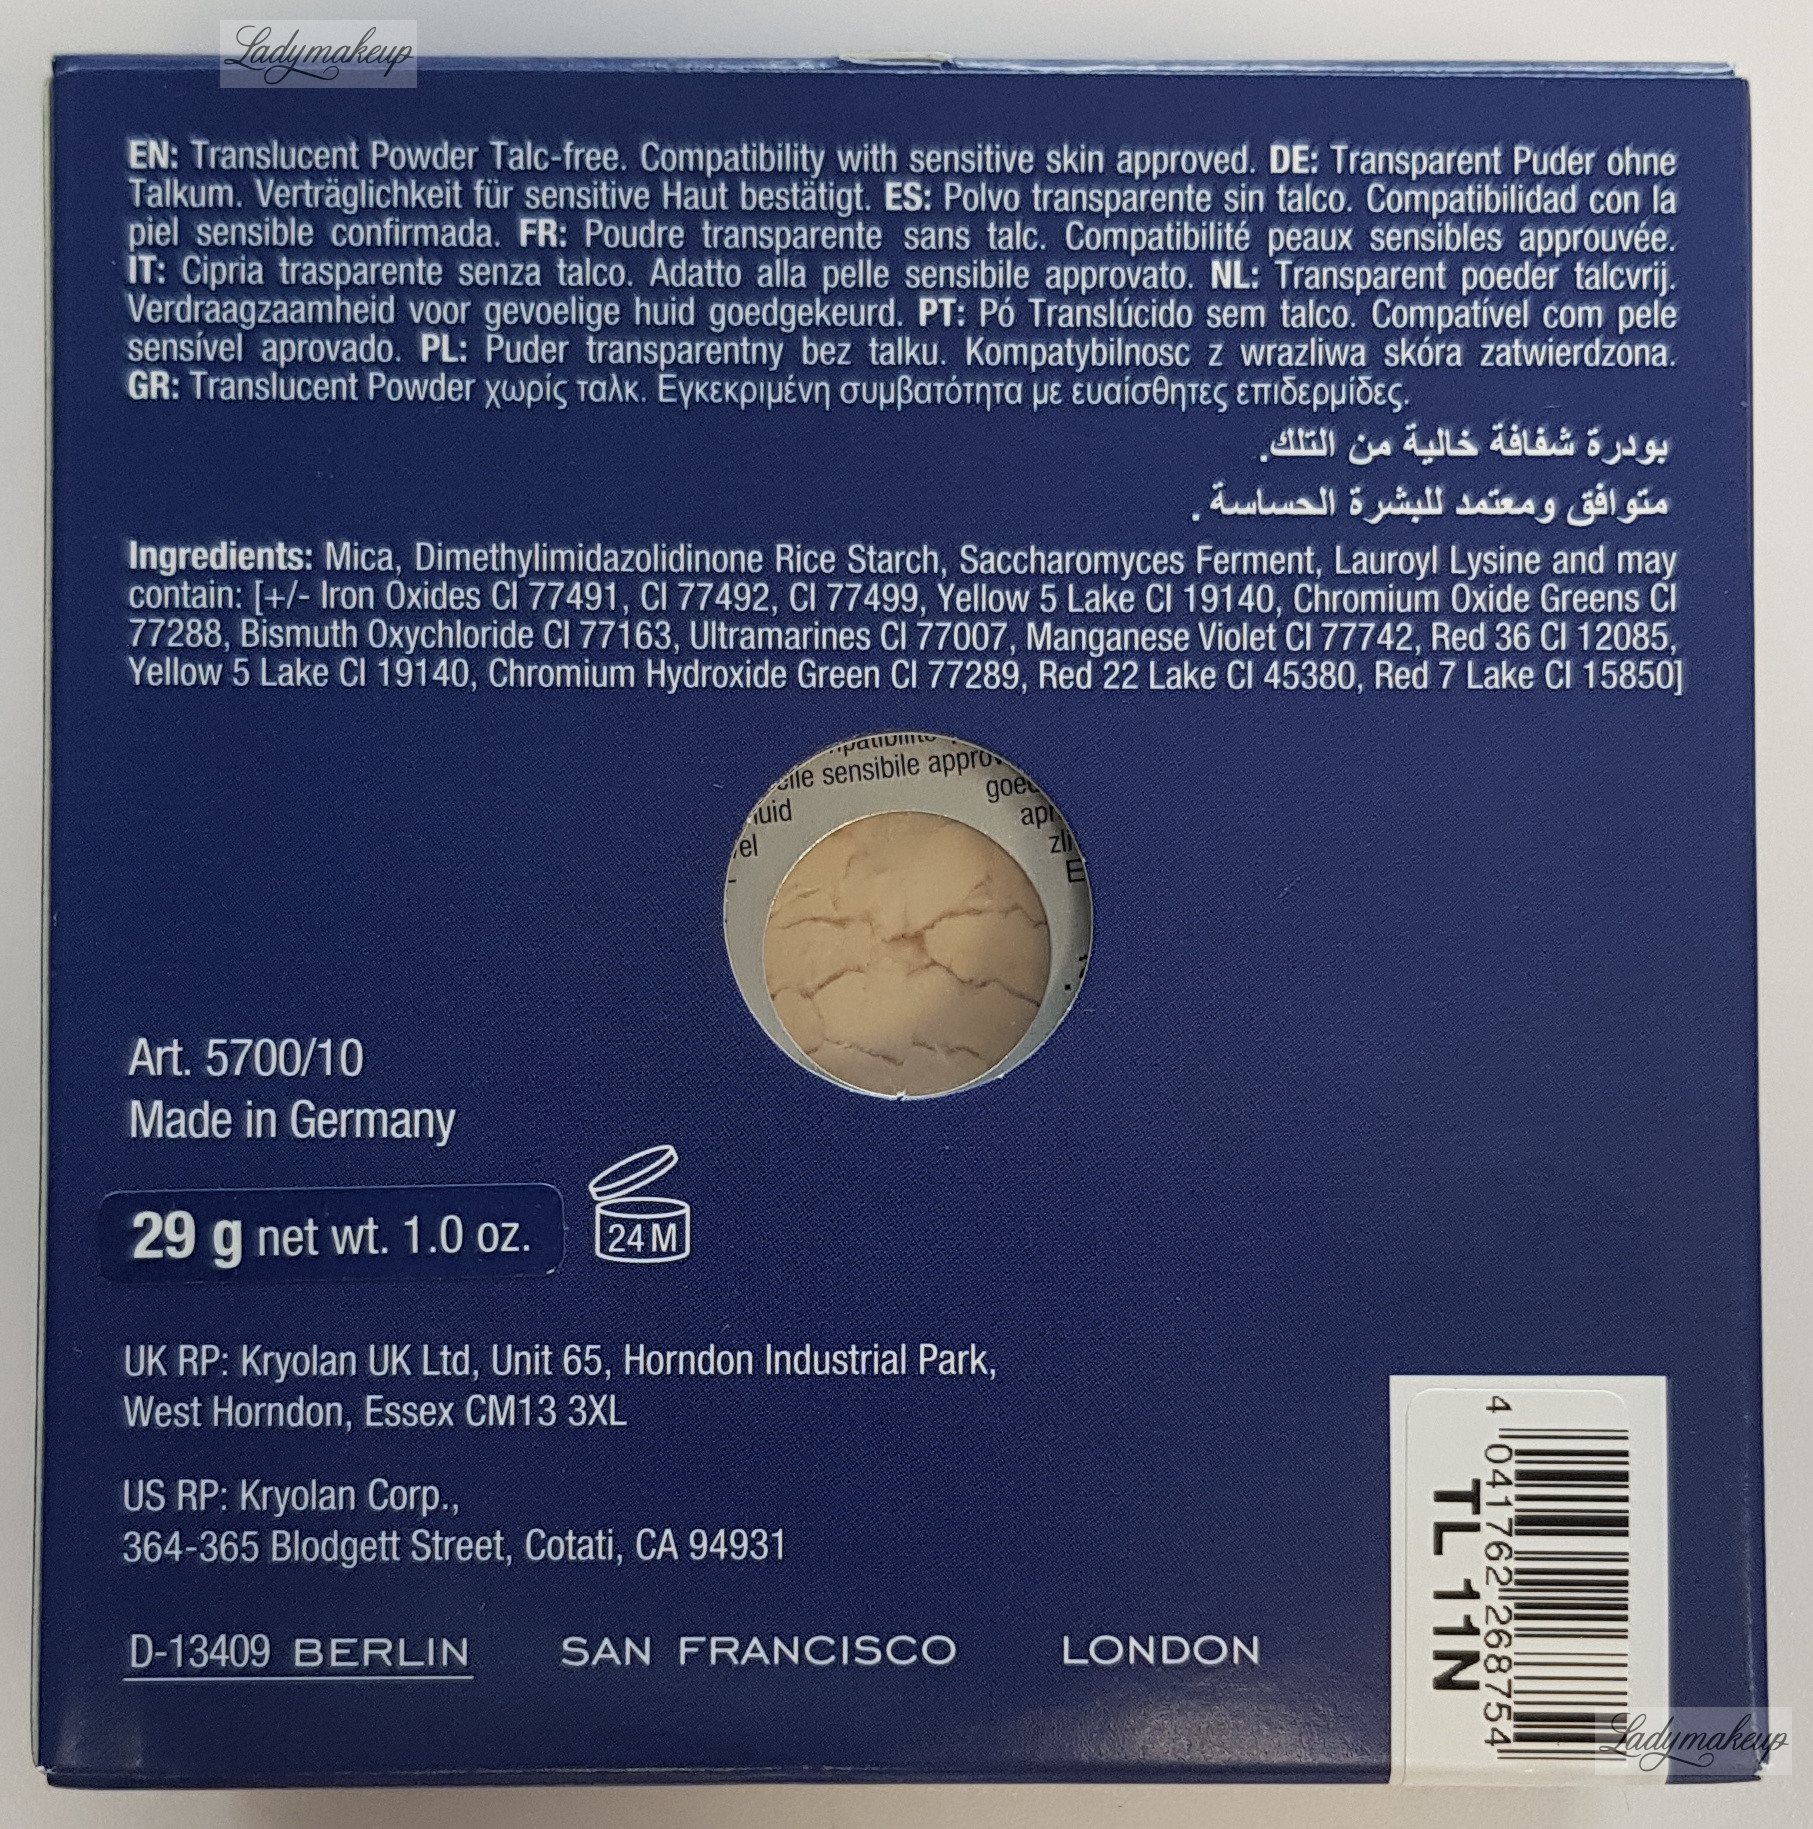 Ladymakeup
EN: Translucent Powder Talc-free. Compatibility with sensitive skin approved. DE: Transparent Puder ohne
Talkum. Verträglichkeit für sensitive Haut bestätigt. ES: Polvo transparente sin talco. Compatibilidad con la
piel sensible confirmada. FR: Poudre transparente sans talc. Compatibilité peaux sensibles approuvée.
IT: Cipria trasparente senza talco. Adatto alla pelle sensibile approvato. NL: Transparent poeder talcvrij.
Verdraagzaamheid voor gevoelige huid goedgekeurd. PT: Pó Translúcido sem talco. Compatível com pele
sensível aprovado. PL: Puder transparentny bez talku. Kompatybilnosc z wrazliwa skóra zatwierdzona.
GR: Translucent Powder χωρίς ταλκ. Εγκεκριμένη συμβατότητα με ευαίσθητες επιδερμίδες.
بودرة شفافة خالية من التلك.
متوافق ومعتمد للبشرة الحساسة .
Ingredients: Mica, Dimethylimidazolidinone Rice Starch, Saccharomyces Ferment, Lauroyl Lysine and may
contain: [+/- Iron Oxides CI 77491, CI 77492, CI 77499, Yellow 5 Lake CI 19140, Chromium Oxide Greens CI
77288, Bismuth Oxychloride CI 77163, Ultramarines CI 77007, Manganese Violet CI 77742, Red 36 CI 12085,
Yellow 5 Lake CI 19140, Chromium Hydroxide Green CI 77289, Red 22 Lake CI 45380, Red 7 Lake CI 15850]
sensibile
Art. 5700/10
Made in Germany
29 g net wt. 1.0 oz.
24 M
UK RP: Kryolan UK Ltd, Unit 65, Horndon Industrial Park,
West Horndon, Essex CM13 3XL
US RP: Kryolan Corp.,
364-365 Blodgett Street, Cotati, CA 94931
D-13409 BERLIN SAN FRANCISCO LONDON
4 041762 268754
TL 11N
Ladymakeup